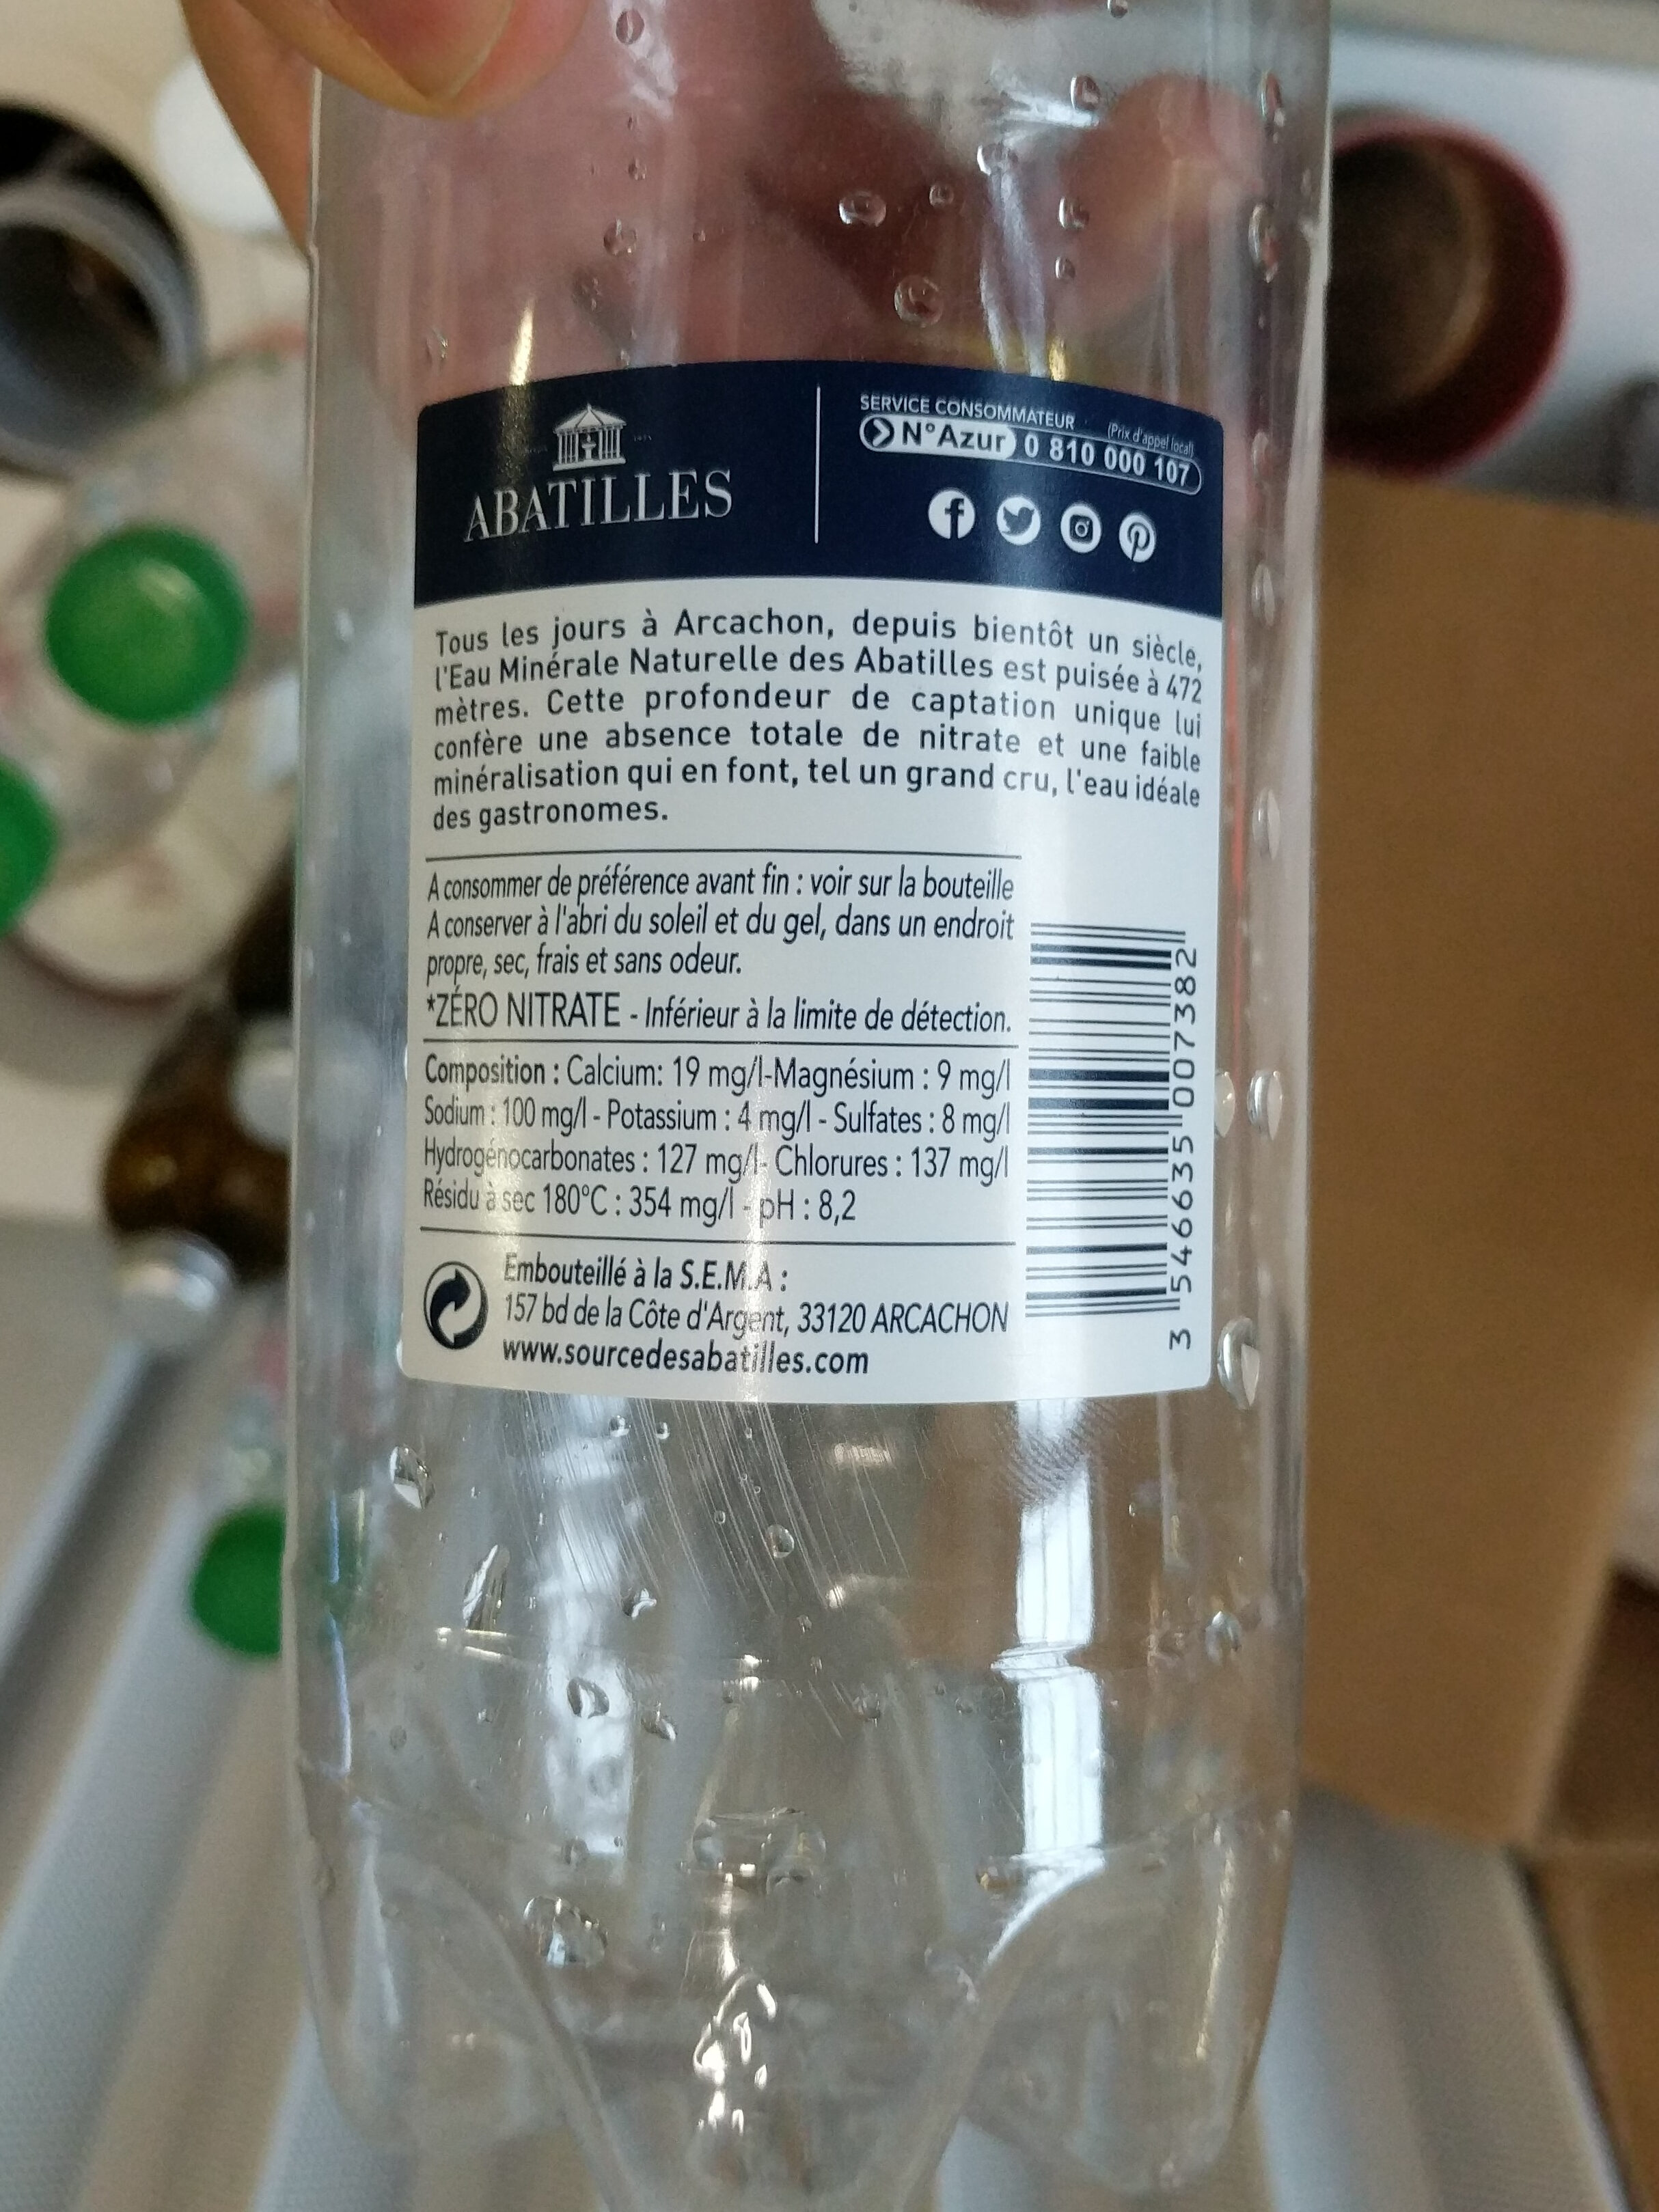 ABATILLES
SERVICE CONSOMMATEUR
(Prix d'appel local)
N°Azur 0 810 000 107
Tous les jours à Arcachon, depuis bientôt un siècle,
l'Eau Minérale Naturelle des Abatilles est puisée à 472
mètres. Cette profondeur de captation unique lui
confère une absence totale de nitrate et une faible
minéralisation qui en font, tel un grand cru, l'eau idéale
des gastronomes.
A consommer de préférence avant fin : voir sur la bouteille
A conserver à l'abri du soleil et du gel, dans un endroit
propre, sec, frais et sans odeur.
*ZÉRO NITRATE - Inférieur à la limite de détection.
Composition : Calcium: 19 mg/l-Magnésium : 9 mg/l
Sodium : 100 mg/l - Potassium : 4 mg/l - Sulfates : 8 mg/l
Hydrogénocarbonates : 127 mg/l- Chlorures : 137 mg/l
Résidu à sec 180°C : 354 mg/l - pH : 8,2
Embouteillé à la S.E.M.A :
157 bd de la Côte d'Argent, 33120 ARCACHON
www.sourcedesabatilles.com
3 546635 007382